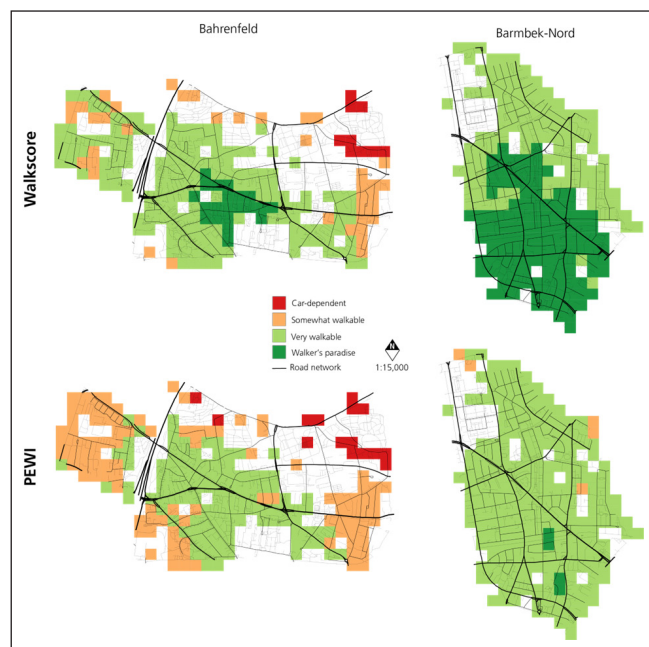 Bahrenfeld
Barmbek-Nord
Walkscore
Car-dependent
Somewhat walkable
Very walkable
Walker's paradise
Road network
N
1:15,000
PEWI